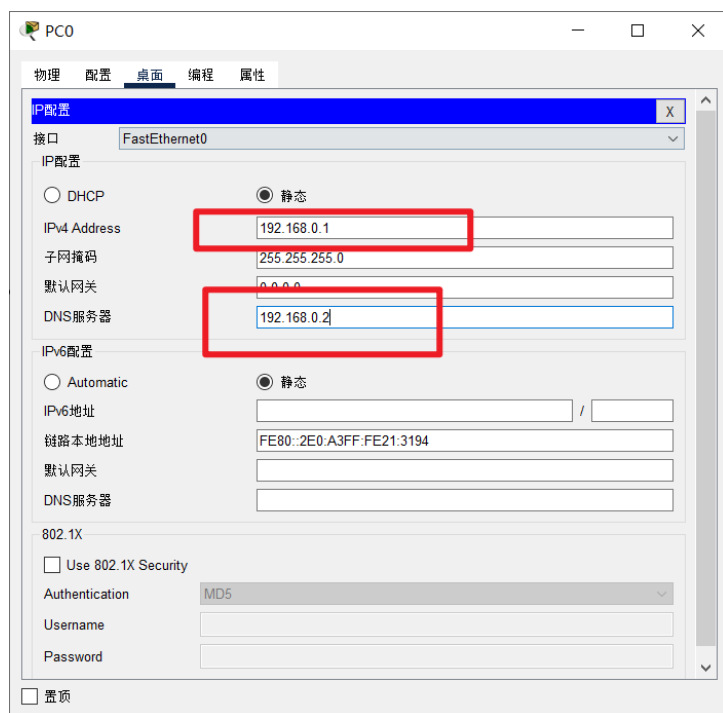 PC0
物理 配置 桌面 编程 属性
IP配置 X
接口 FastEthernet0
IP配置
DHCP 静态
IPv4 Address 192.168.0.1
子网掩码 255.255.255.0
默认网关 0.0.0.0
DNS服务器 192.168.0.2
IPv6配置
Automatic 静态
IPv6地址 /
链路本地地址 FE80::2E0:A3FF:FE21:3194
默认网关
DNS服务器
802.1X
Use 802.1X Security
Authentication MD5
Username
Password
置顶